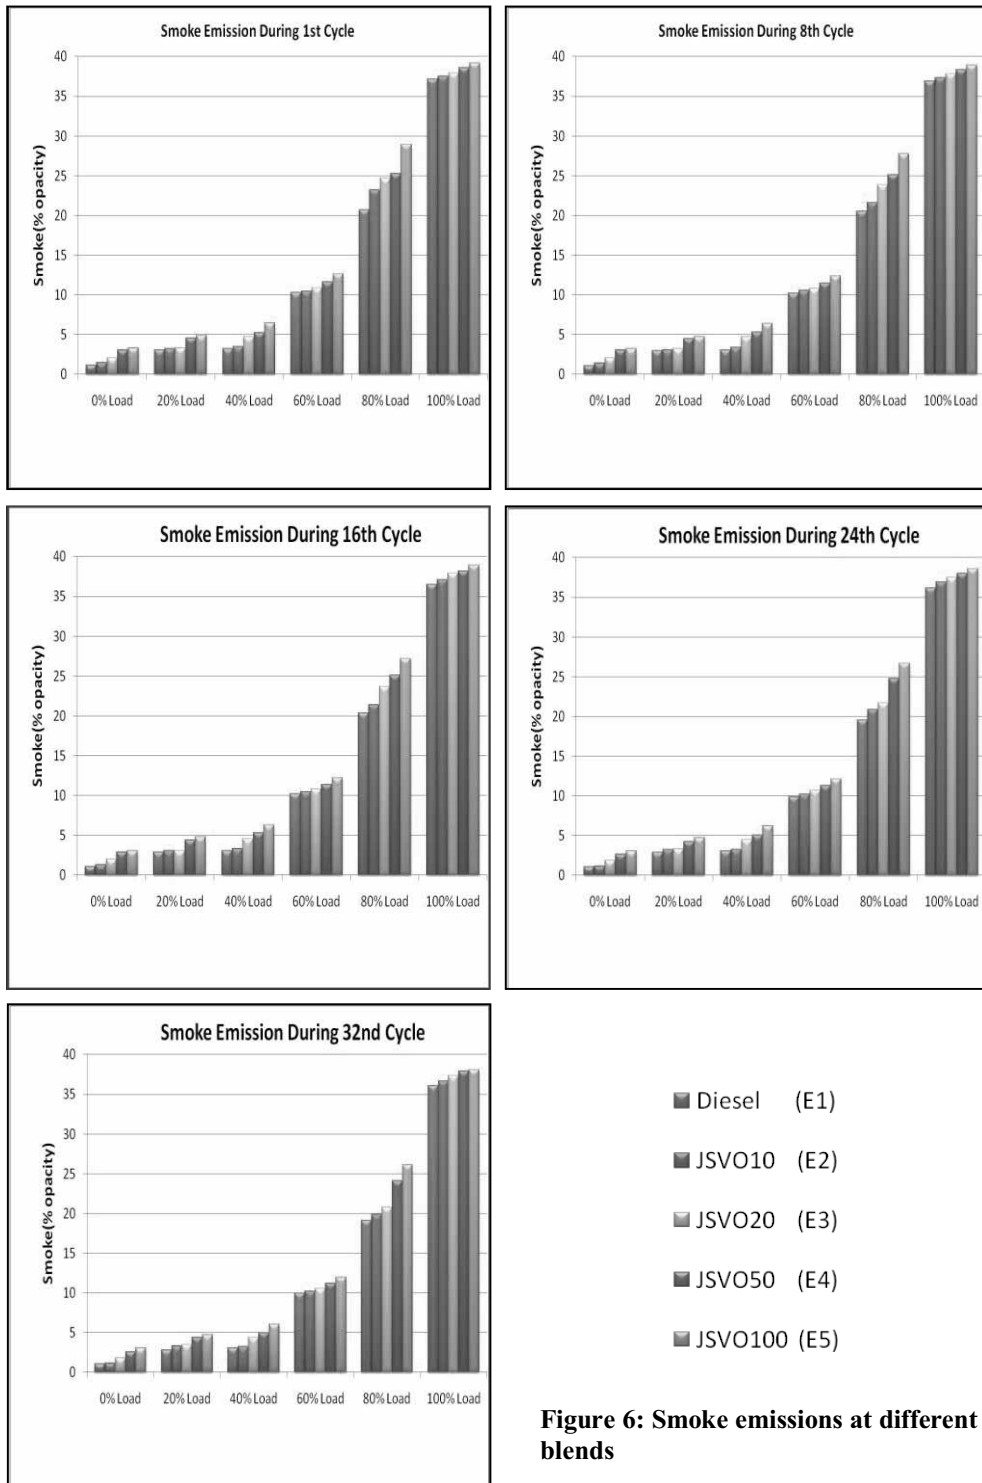 Smoke Emission During 1st Cycle
Smoke(% opacity)
40
35
30
25
20
15
10
5
0
0% Load 20% Load 40% Load 60% Load 80% Load 100% Load
Smoke Emission During 8th Cycle
Smoke(% opacity)
40
35
30
25
20
15
10
5
0
0% Load 20% Load 40% Load 60% Load 80% Load 100% Load
Smoke Emission During 16th Cycle
Smoke(% opacity)
40
35
30
25
20
15
10
5
0
0% Load 20% Load 40% Load 60% Load 80% Load 100% Load
Smoke Emission During 24th Cycle
Smoke(% opacity)
40
35
30
25
20
15
10
5
0
0% Load 20% Load 40% Load 60% Load 80% Load 100% Load
Smoke Emission During 32nd Cycle
Smoke(% opacity)
40
35
30
25
20
15
10
5
0
0% Load 20% Load 40% Load 60% Load 80% Load 100% Load
Diesel (E1)
JSVO10 (E2)
JSVO20 (E3)
JSVO50 (E4)
JSVO100 (E5)
Figure 6: Smoke emissions at different
blends